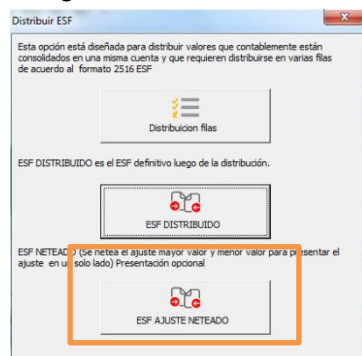 Distribuir ESF
Esta opción está diseñada para distribuir valores que contablemente están
consolidados en una misma cuenta y que requieren distribuirse en varias filas
de acuerdo al formato 2516 ESF
Distribucion filas
ESF DISTRIBUIDO es el ESF definitivo luego de la distribución.
ESF DISTRIBUIDO
ESF NETEADO (Se netea el ajuste mayor valor y menor valor para presentar el
ajuste en un solo lado) Presentación opcional
ESF AJUSTE NETEADO